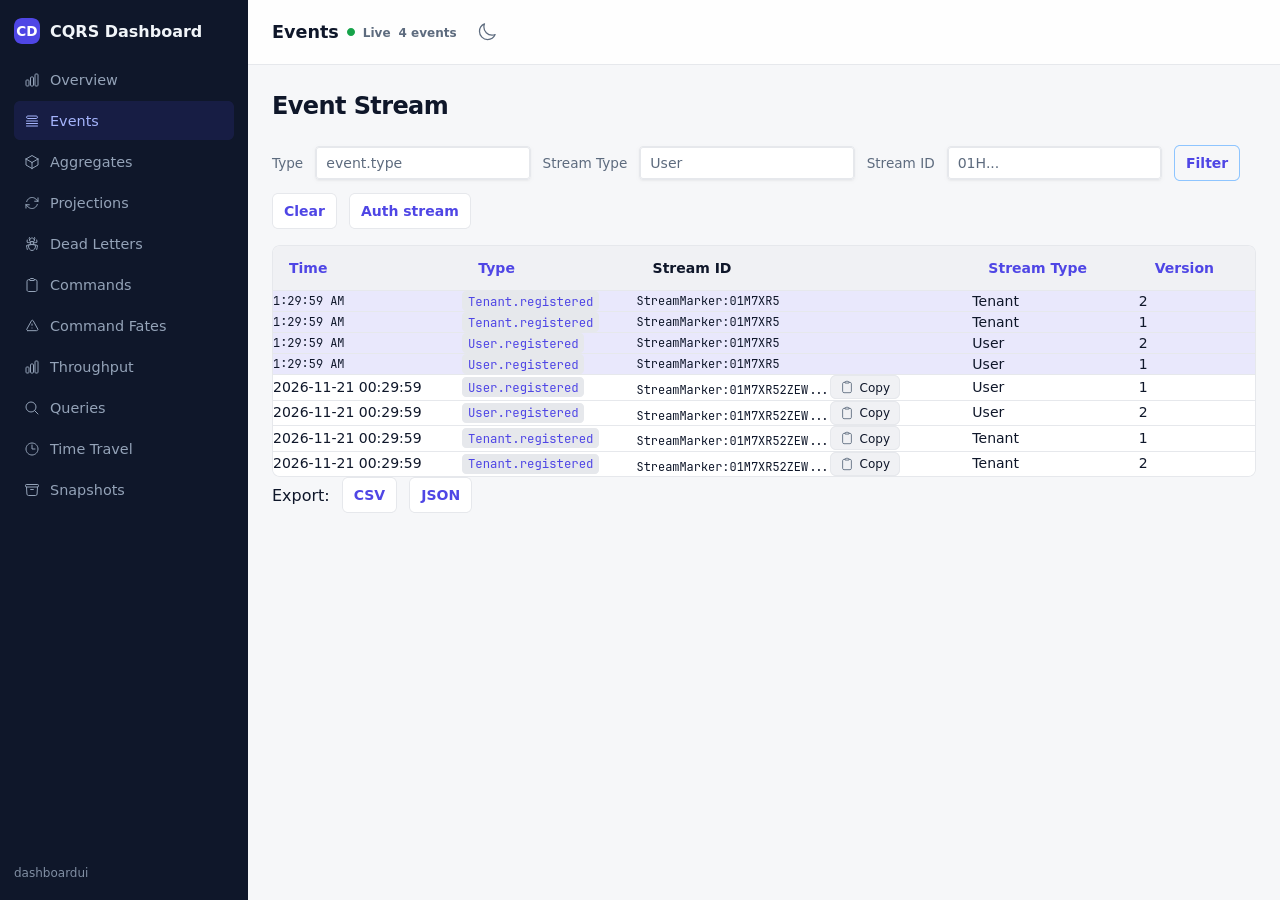 CD CQRS Dashboard
Overview
Events
Aggregates
Projections
Dead Letters
Commands
Command Fates
Throughput
Queries
Time Travel
Snapshots
dashboardui
Events Live 4 events
Event Stream
Type event.type Stream Type User Stream ID 01H... Filter
Clear Auth stream
Time Type Stream ID Stream Type Version
1:29:59 AM Tenant.registered StreamMarker:01M7XR5 Tenant 2
1:29:59 AM Tenant.registered StreamMarker:01M7XR5 Tenant 1
1:29:59 AM User.registered StreamMarker:01M7XR5 User 2
1:29:59 AM User.registered StreamMarker:01M7XR5 User 1
2026-11-21 00:29:59 User.registered StreamMarker:01M7XR52ZEW... Copy User 1
2026-11-21 00:29:59 User.registered StreamMarker:01M7XR52ZEW... Copy User 2
2026-11-21 00:29:59 Tenant.registered StreamMarker:01M7XR52ZEW... Copy Tenant 1
2026-11-21 00:29:59 Tenant.registered StreamMarker:01M7XR52ZEW... Copy Tenant 2
Export: CSV JSON